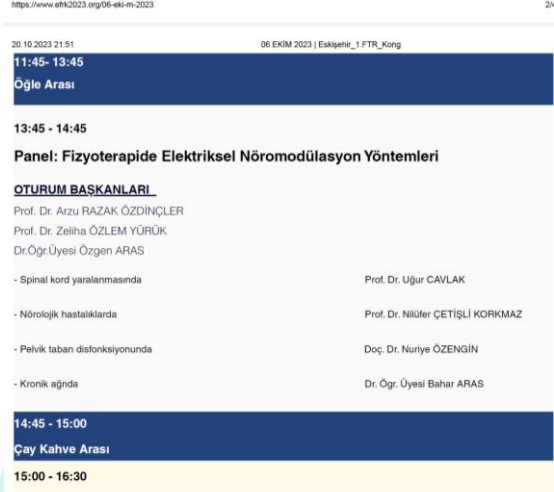 https://www.efrk2023.org/06-eki-m-2023 2/4
20.10.2023 21:51 06 EKİM 2023 | Eskişehir_1.FTR_Kong
11:45- 13:45
Öğle Arası
13:45 - 14:45
Panel: Fizyoterapide Elektriksel Nöromodülasyon Yöntemleri
OTURUM BAŞKANLARI
Prof. Dr. Arzu RAZAK ÖZDİNÇLER
Prof. Dr. Zeliha ÖZLEM YÜRÜK
Dr.Öğr.Üyesi Özgen ARAS
- Spinal kord yaralanmasında Prof. Dr. Uğur CAVLAK
- Nörolojik hastalıklarda Prof. Dr. Nilüfer ÇETİŞLİ KORKMAZ
- Pelvik taban disfonksiyonunda Doç. Dr. Nuriye ÖZENGİN
- Kronik ağrıda Dr. Ögr. Üyesi Bahar ARAS
14:45 - 15:00
Çay Kahve Arası
15:00 - 16:30